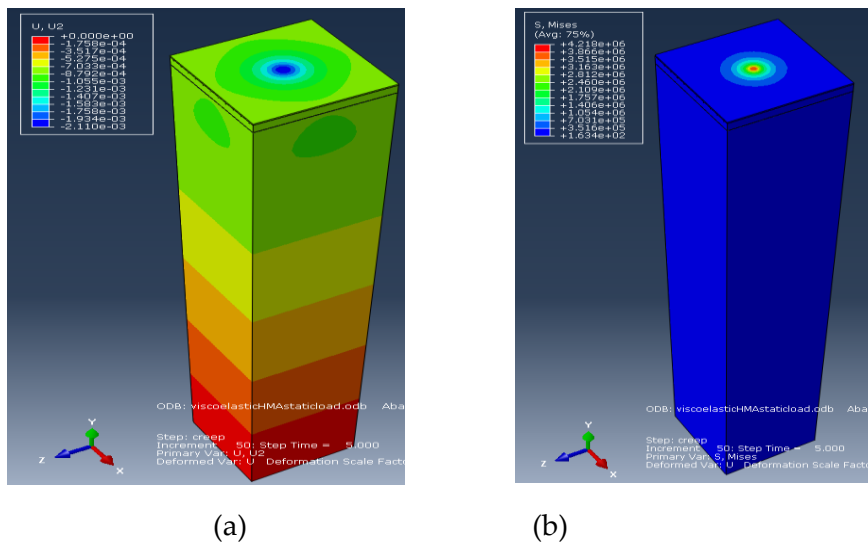 U, U2
+0.000e+00
-1.758e-04
-3.517e-04
-5.275e-04
-7.033e-04
-8.792e-04
-1.055e-03
-1.231e-03
-1.407e-03
-1.583e-03
-1.758e-03
-1.934e-03
-2.110e-03
ODB: viscoelasticHMAstaticload.odb Aba
Step: creep
Increment 50: Step Time = 5.000
Primary Var: U, U2
Deformed Var: U Deformation Scale Facto
Y
Z
X
(a)
S, Mises
(Avg: 75%)
+4.218e+06
+3.866e+06
+3.515e+06
+3.163e+06
+2.812e+06
+2.460e+06
+2.109e+06
+1.757e+06
+1.406e+06
+1.054e+06
+7.031e+05
+3.516e+05
+1.634e+02
ODB: viscoelasticHMAstaticload.odb Aba
Step: creep
Increment 50: Step Time = 5.000
Primary Var: S, Mises
Deformed Var: U Deformation Scale Fac
Y
Z
X
(b)